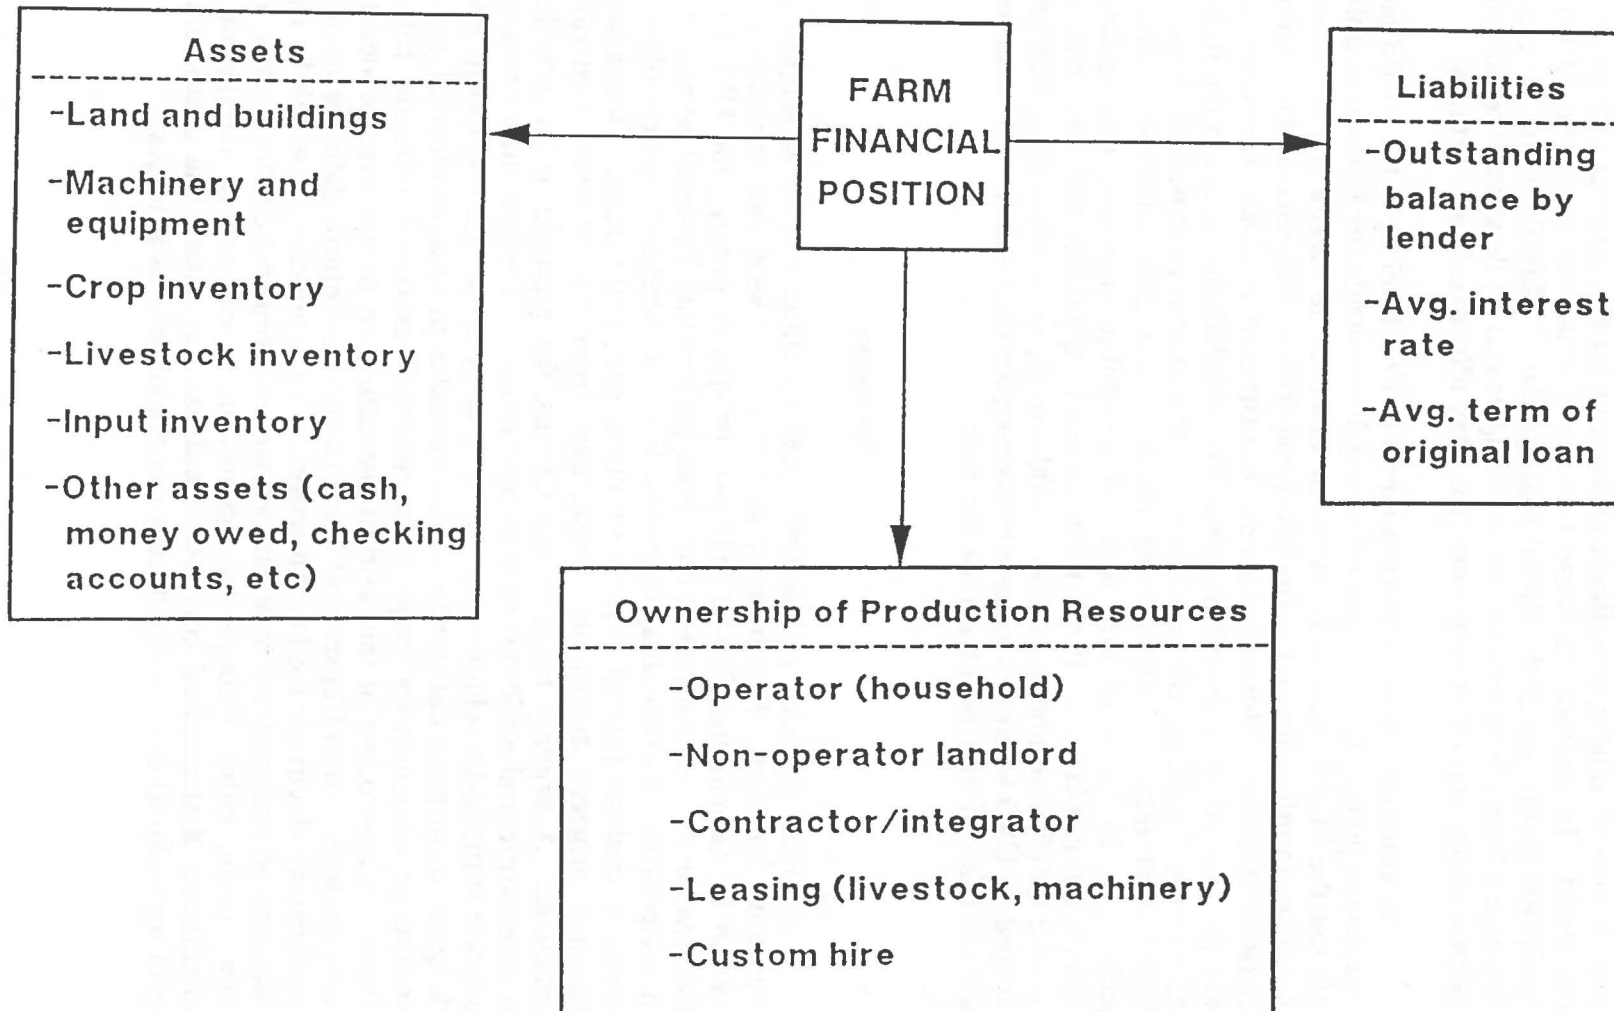 Assets
-Land and buildings
-Machinery and
equipment
-Crop inventory
-Livestock inventory
-Input inventory
-Other assets (cash,
money owed, checking
accounts, etc)
FARM
FINANCIAL
POSITION
Liabilities
-Outstanding
balance by
lender
-Avg. interest
rate
-Avg. term of
original loan
Ownership of Production Resources
-Operator (household)
-Non-operator landlord
-Contractor/integrator
-Leasing (livestock, machinery)
-Custom hire